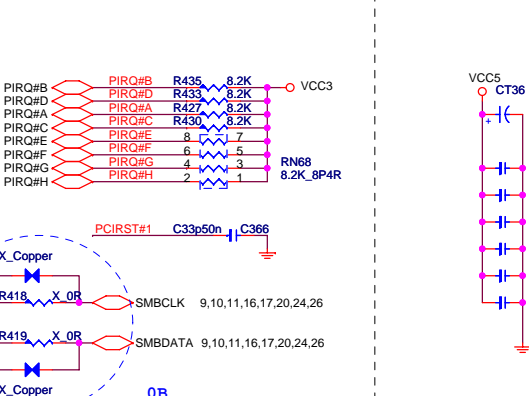 PIRQ#B PIRQ#B R435 8.2K VCC3
PIRQ#D PIRQ#D R433 8.2K
PIRQ#A PIRQ#A R427 8.2K
PIRQ#C PIRQ#C R430 8.2K
PIRQ#E PIRQ#E 8 7
PIRQ#F PIRQ#F 6 5
PIRQ#G PIRQ#G 4 3 RN68
PIRQ#H PIRQ#H 2 1 8.2K_8P4R
PCIRST#1 C33p50n C366
X_Copper
R418 X_0R SMBCLK 9,10,11,16,17,20,24,26
R419 X_0R SMBDATA 9,10,11,16,17,20,24,26
X_Copper
0B
VCC5
CT36
+